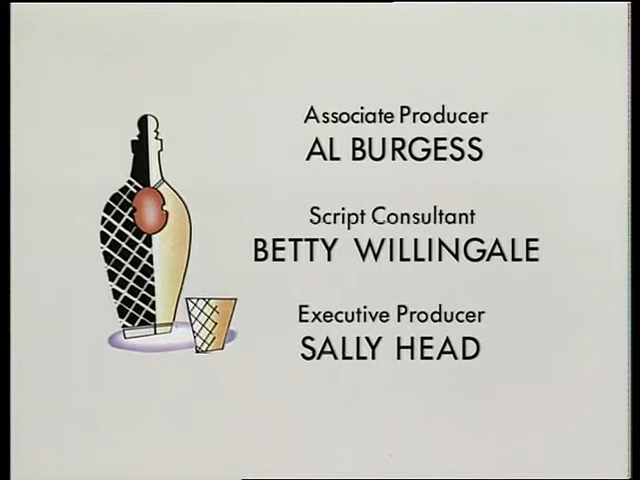 Associate Producer
AL BURGESS
Script Consultant
BETTY WILLINGALE
Executive Producer
SALLY HEAD